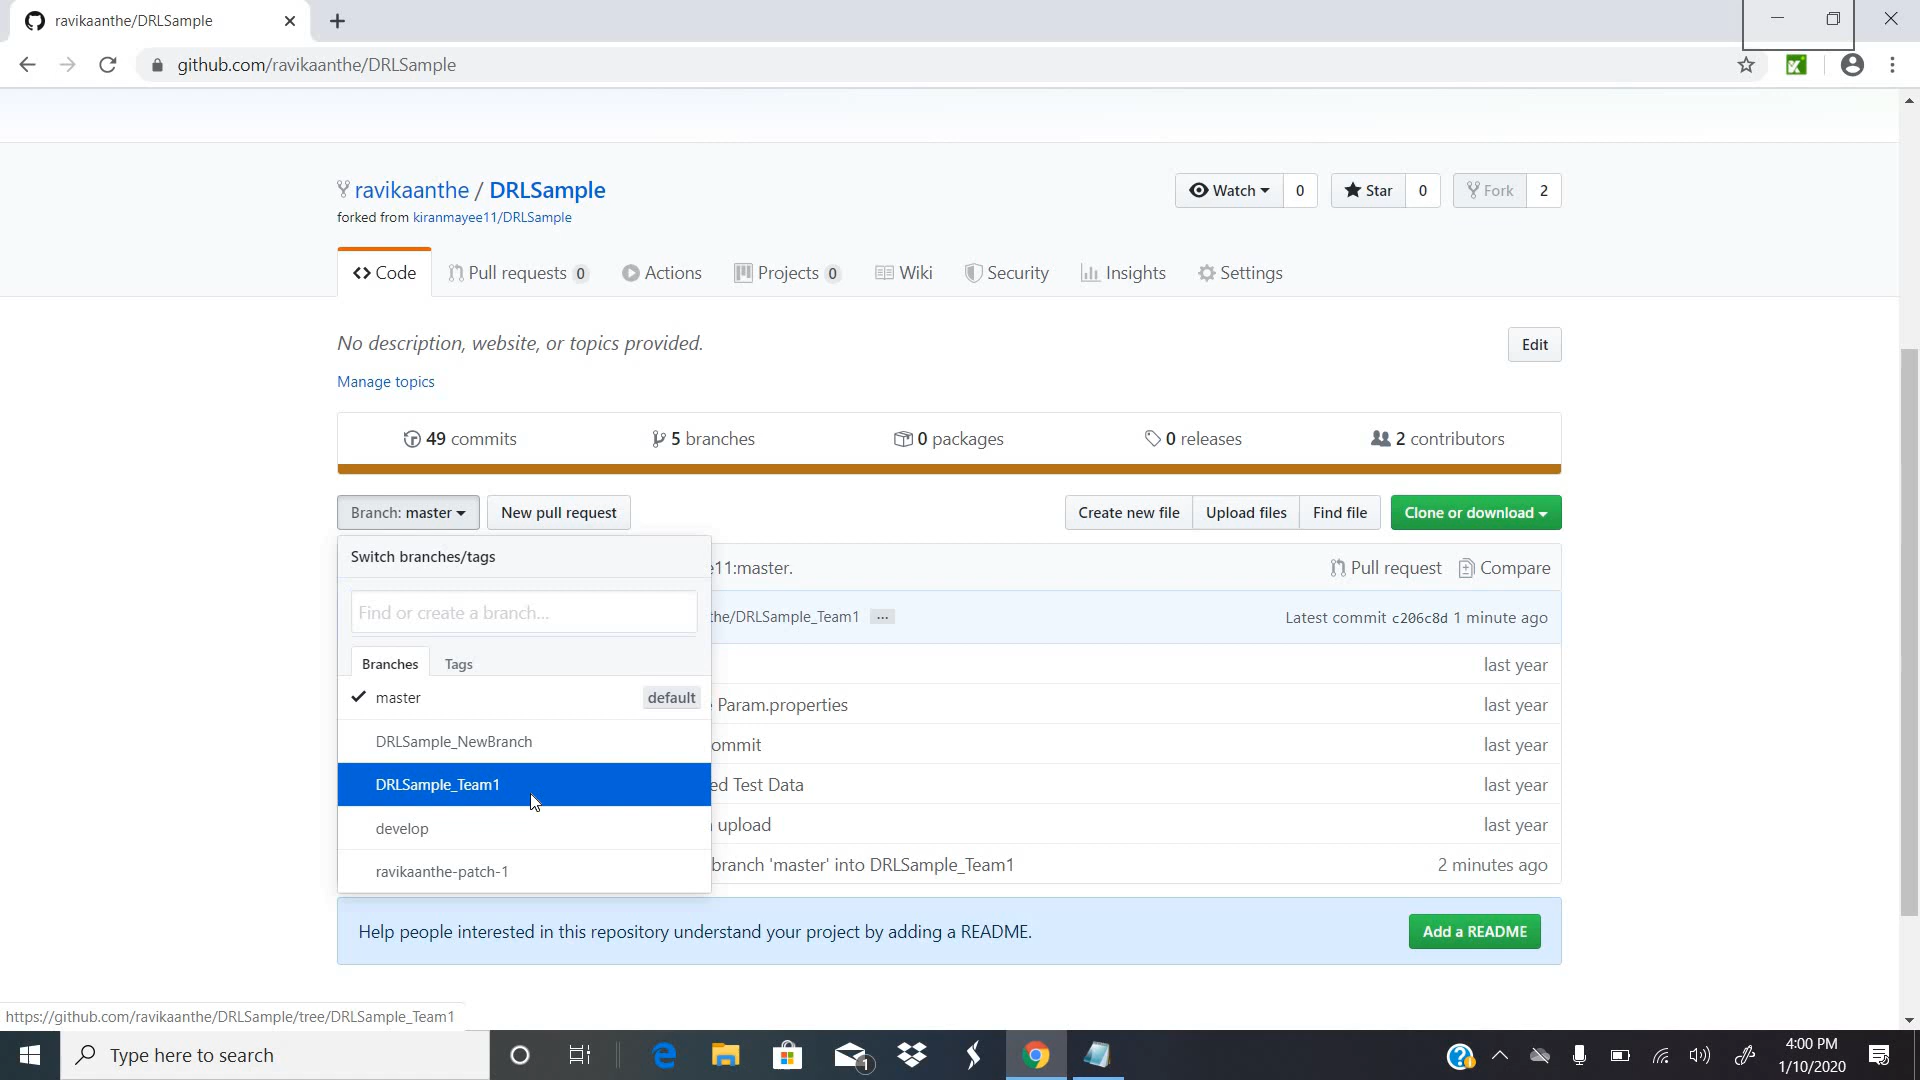 ravikaanthe/DRLSample
github.com/ravikaanthe/DRLSample
ravikaanthe / DRLSample
Watch 0 Star 0 Fork 2
forked from kiranmayee11/DRLSample
Code Pull requests 0 Actions Projects 0 Wiki Security Insights Settings
No description, website, or topics provided. Edit
Manage topics
49 commits 5 branches 0 packages 0 releases 2 contributors
Branch: master New pull request Create new file Upload files Find file Clone or download
Switch branches/tags
e11:master. Pull request Compare
Find or create a branch...
the/DRLSample_Team1 ... Latest commit c206c8d 1 minute ago
Branches Tags
last year
master default
Param.properties last year
DRLSample_NewBranch
ommit last year
DRLSample_Team1
ed Test Data last year
develop
upload last year
ravikaanthe-patch-1
branch 'master' into DRLSample_Team1 2 minutes ago
Help people interested in this repository understand your project by adding a README. Add a README
https://github.com/ravikaanthe/DRLSample/tree/DRLSample_Team1
Type here to search
1
4:00 PM
1/10/2020